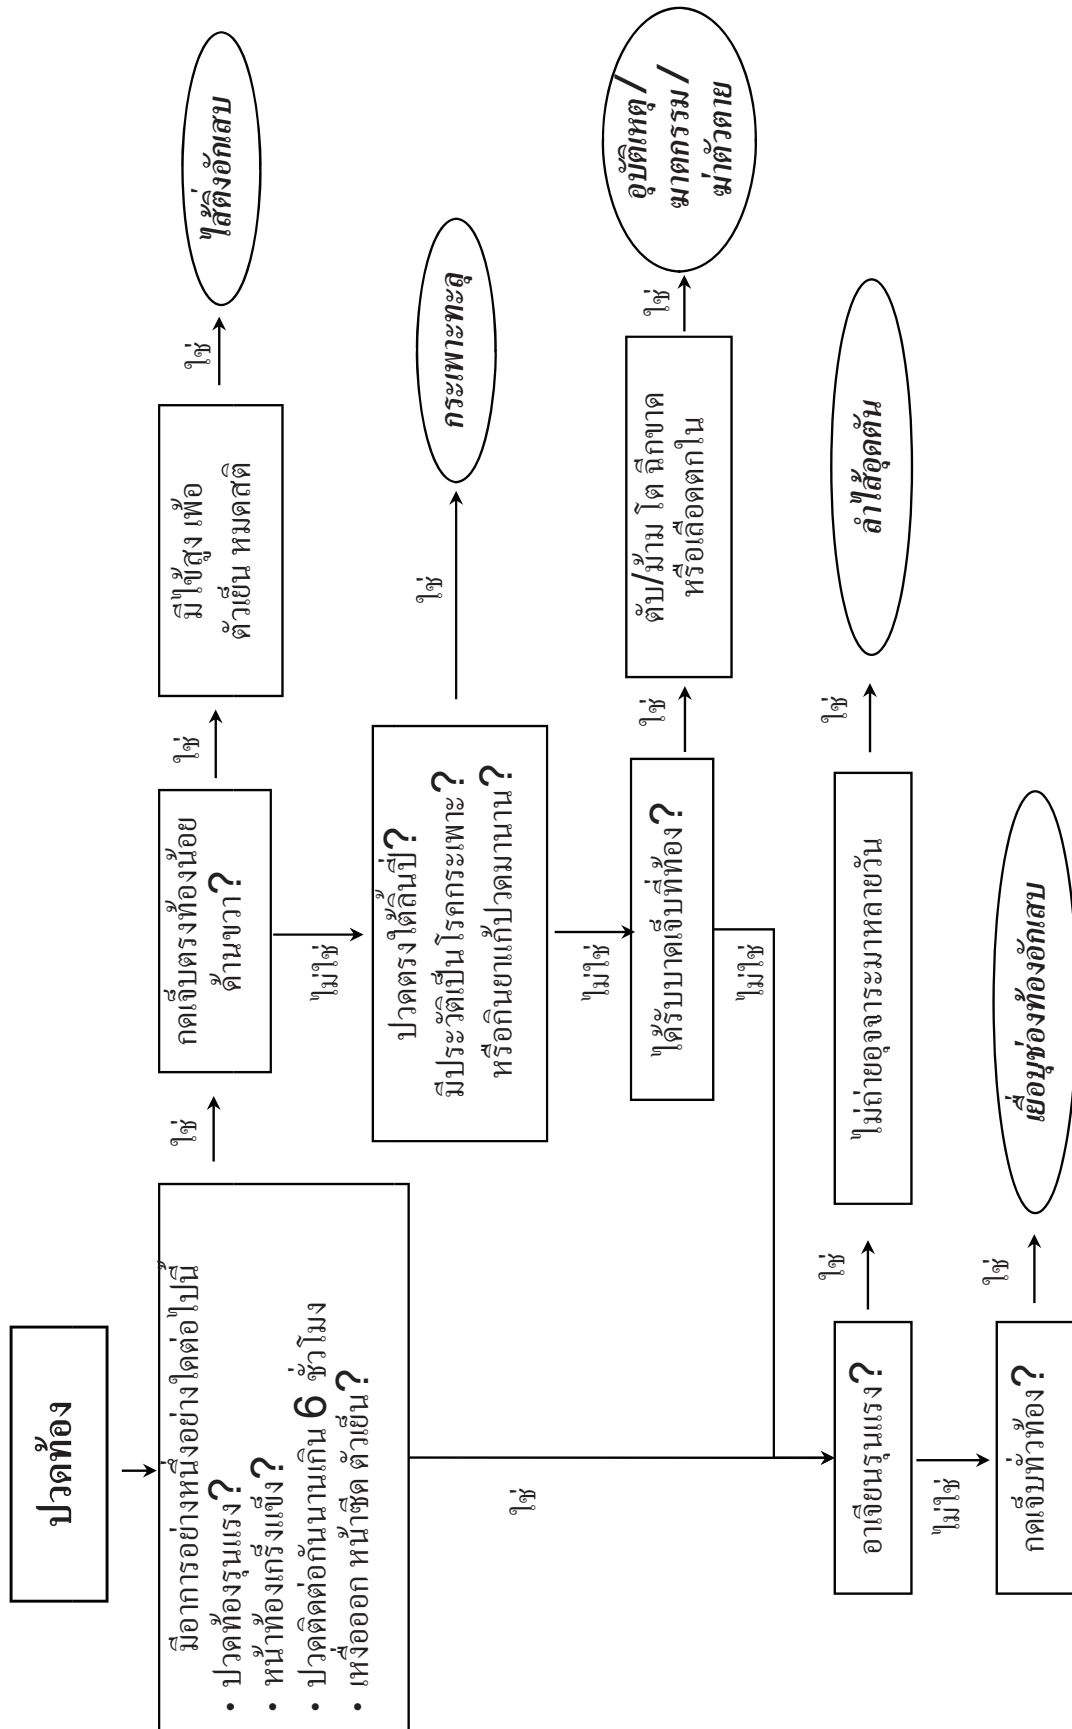 ปวดท้อง
มีอาการอย่างหนึ่งอย่างใดต่อไปนี้
• ปวดท้องรุนแรง?
• หน้าท้องเกร็งแข็ง?
• ปวดติดต่อกันนานเกิน 6 ชั่วโมง
• เหงื่อออก หน้าซีด ตัวเย็น?
ใช่
กดเจ็บตรงท้องน้อย
ด้านขวา?
ใช่
มีไข้สูง เพ้อ
ตัวเย็น หมดสติ
ใช่
ไส้ติ่งอักเสบ
ไม่ใช่
ปวดตรงใต้ลิ้นปี่?
มีประวัติเป็นโรคกระเพาะ?
หรือกินยาแก้ปวดมานาน?
ใช่
กระเพาะทะลุ
ไม่ใช่
ได้รับบาดเจ็บที่ท้อง?
ใช่
ตับ/ม้าม โต ฉีกขาด
หรือเลือดตกใน
ใช่
อุบัติเหตุ/
ฆาตกรรม/
ฆ่าตัวตาย
ไม่ใช่
ใช่
อาเจียนรุนแรง?
ใช่
ไม่ถ่ายอุจจาระมาหลายวัน
ใช่
ลำไส้อุดตัน
ไม่ใช่
กดเจ็บทั่วท้อง?
ใช่
เยื่อบุช่องท้องอักเสบ